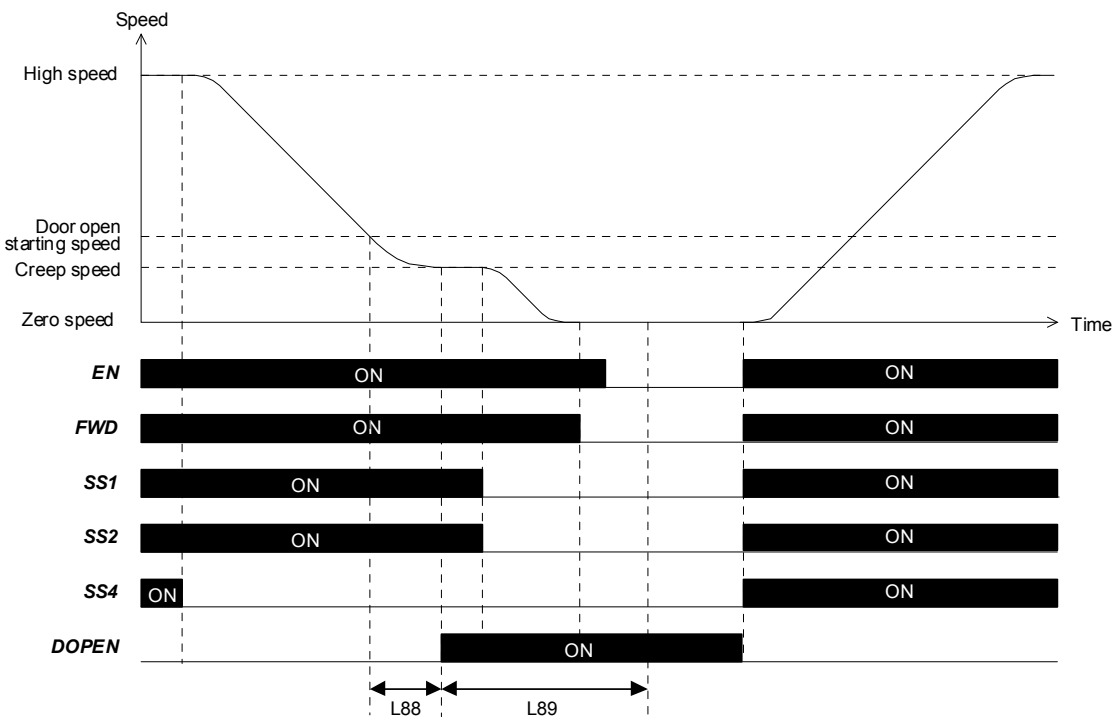 Speed
High speed
Door open
starting speed
Creep speed
Zero speed
Time
EN
ON
ON
FWD
ON
ON
SS1
ON
ON
SS2
ON
ON
SS4
ON
ON
DOPEN
ON
L88
L89